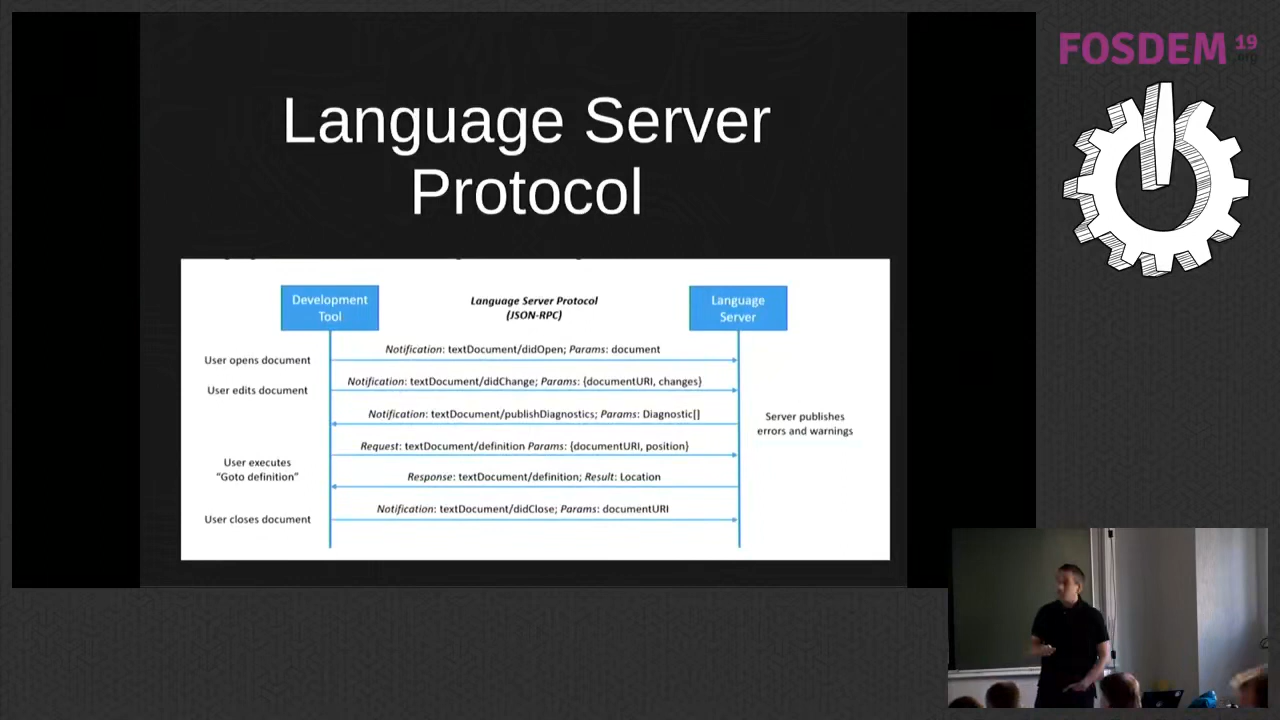 Language Server
Protocol
Development
Tool
Language Server Protocol
(JSON-RPC)
Language
Server
Notification: textDocument/didOpen; Params: document
User opens document
Notification: textDocument/didChange; Params: {documentURI, changes}
User edits document
Notification: textDocument/publishDiagnostics; Params: Diagnostic[]
Server publishes
errors and warnings
Request: textDocument/definition Params: {documentURI, position}
User executes
“Goto definition”
Response: textDocument/definition; Result: Location
Notification: textDocument/didClose; Params: documentURI
User closes document
FOSDEM 19
.org